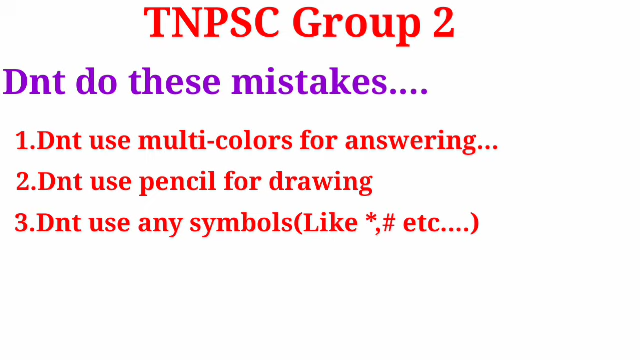 TNPSC Group 2
Dnt do these mistakes....
1.Dnt use multi-colors for answering...
2.Dnt use pencil for drawing
3.Dnt use any symbols(Like *,# etc....)